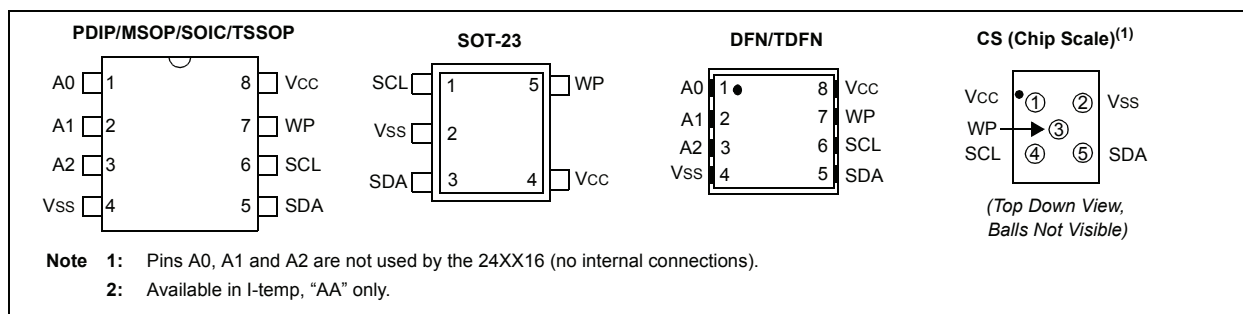 PDIP/MSOP/SOIC/TSSOP
A0 1 8 VCC
A1 2 7 WP
A2 3 6 SCL
VSS 4 5 SDA
SOT-23
SCL 1 5 WP
VSS 2
SDA 3 4 VCC
DFN/TDFN
A0 1 8 VCC
A1 2 7 WP
A2 3 6 SCL
VSS 4 5 SDA
CS (Chip Scale)(1)
VCC 1 2 VSS
WP 3
SCL 4 5 SDA
(Top Down View,
Balls Not Visible)
Note 1: Pins A0, A1 and A2 are not used by the 24XX16 (no internal connections).
2: Available in I-temp, “AA” only.